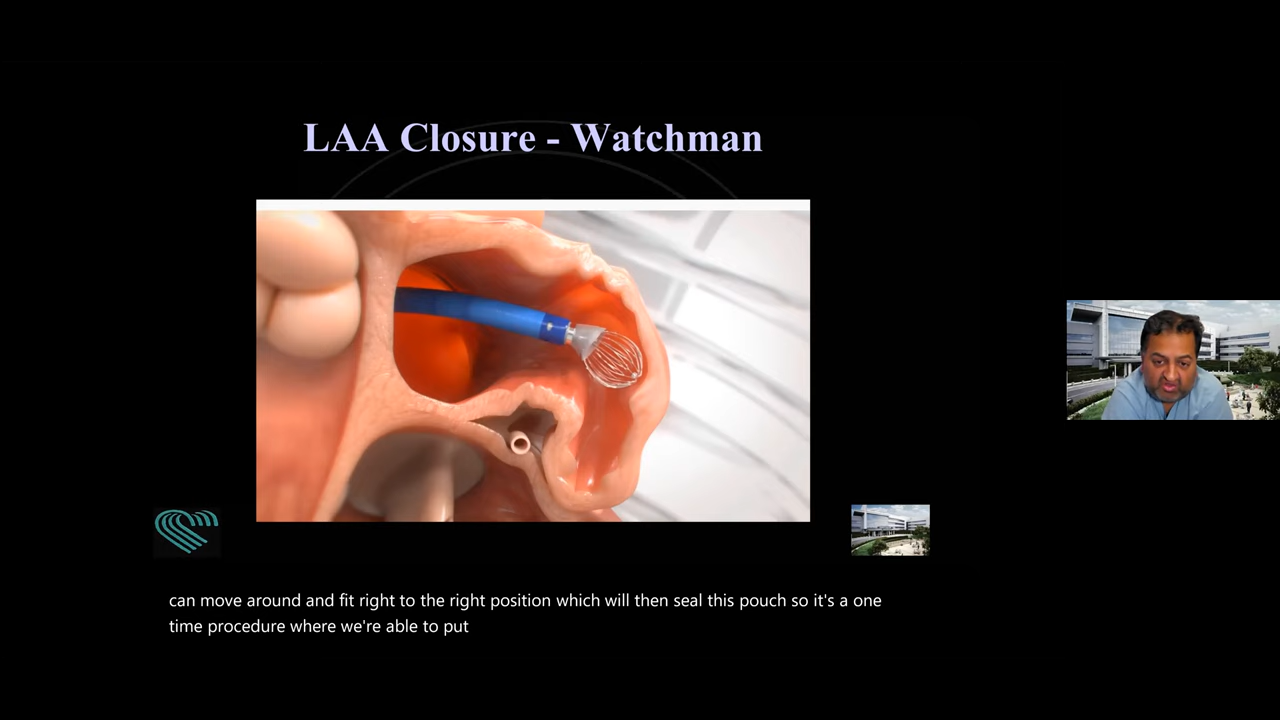 LAA Closure - Watchman
can move around and fit right to the right position which will then seal this pouch so it's a one
time procedure where we're able to put